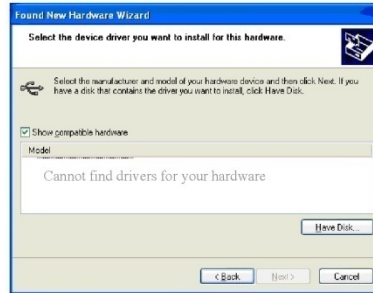 Found New Hardware Wizard
Select the device driver you want to install for this hardware.
Select the manufacturer and model of your hardware device and then click Next. If you
have a disk that contains the driver you want to install, click Have Disk.
Show compatible hardware
Model
Cannot find drivers for your hardware
Have Disk...
< Back
Next >
Cancel